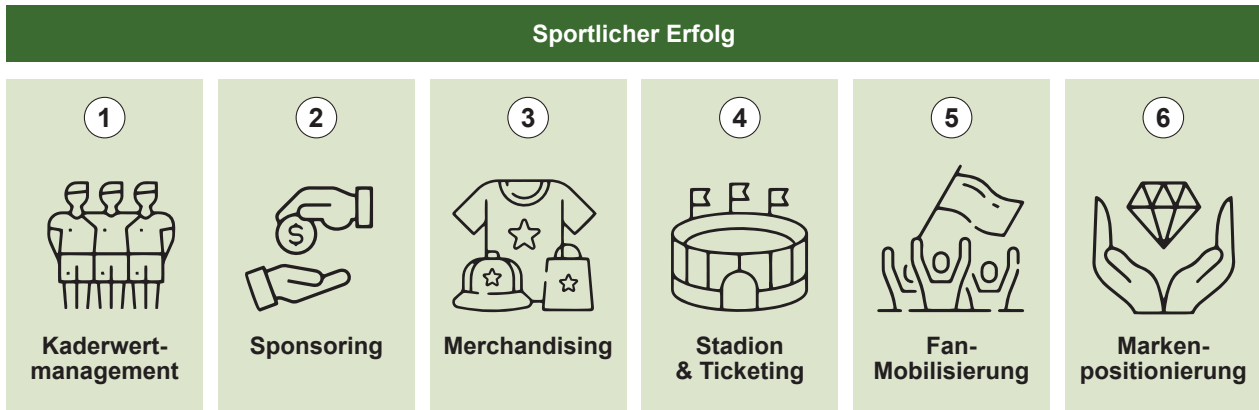 Sportlicher Erfolg
1
2
3
4
5
6
$
Kaderwert-
management
Sponsoring
Merchandising
Stadion
& Ticketing
Fan-
Mobilisierung
Marken-
positionierung